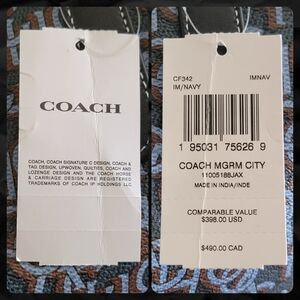 COACH
COACH, COACH SIGNATURE C DESIGN, COACH &
TAG DESIGN, UPWOVEN, QUILTIES, COACH AND
LOZENGE DESIGN AND THE COACH HORSE
& CARRIAGE DESIGN ARE REGISTERED
TRADEMARKS OF COACH IP HOLDINGS LLC
CF342 IMNAV
IM/NAVY
1 95031 75626 9
COACH MGRM CITY
11005188JAX
MADE IN INDIA/INDE
COMPARABLE VALUE
$398.00 USD
$490.00 CAD